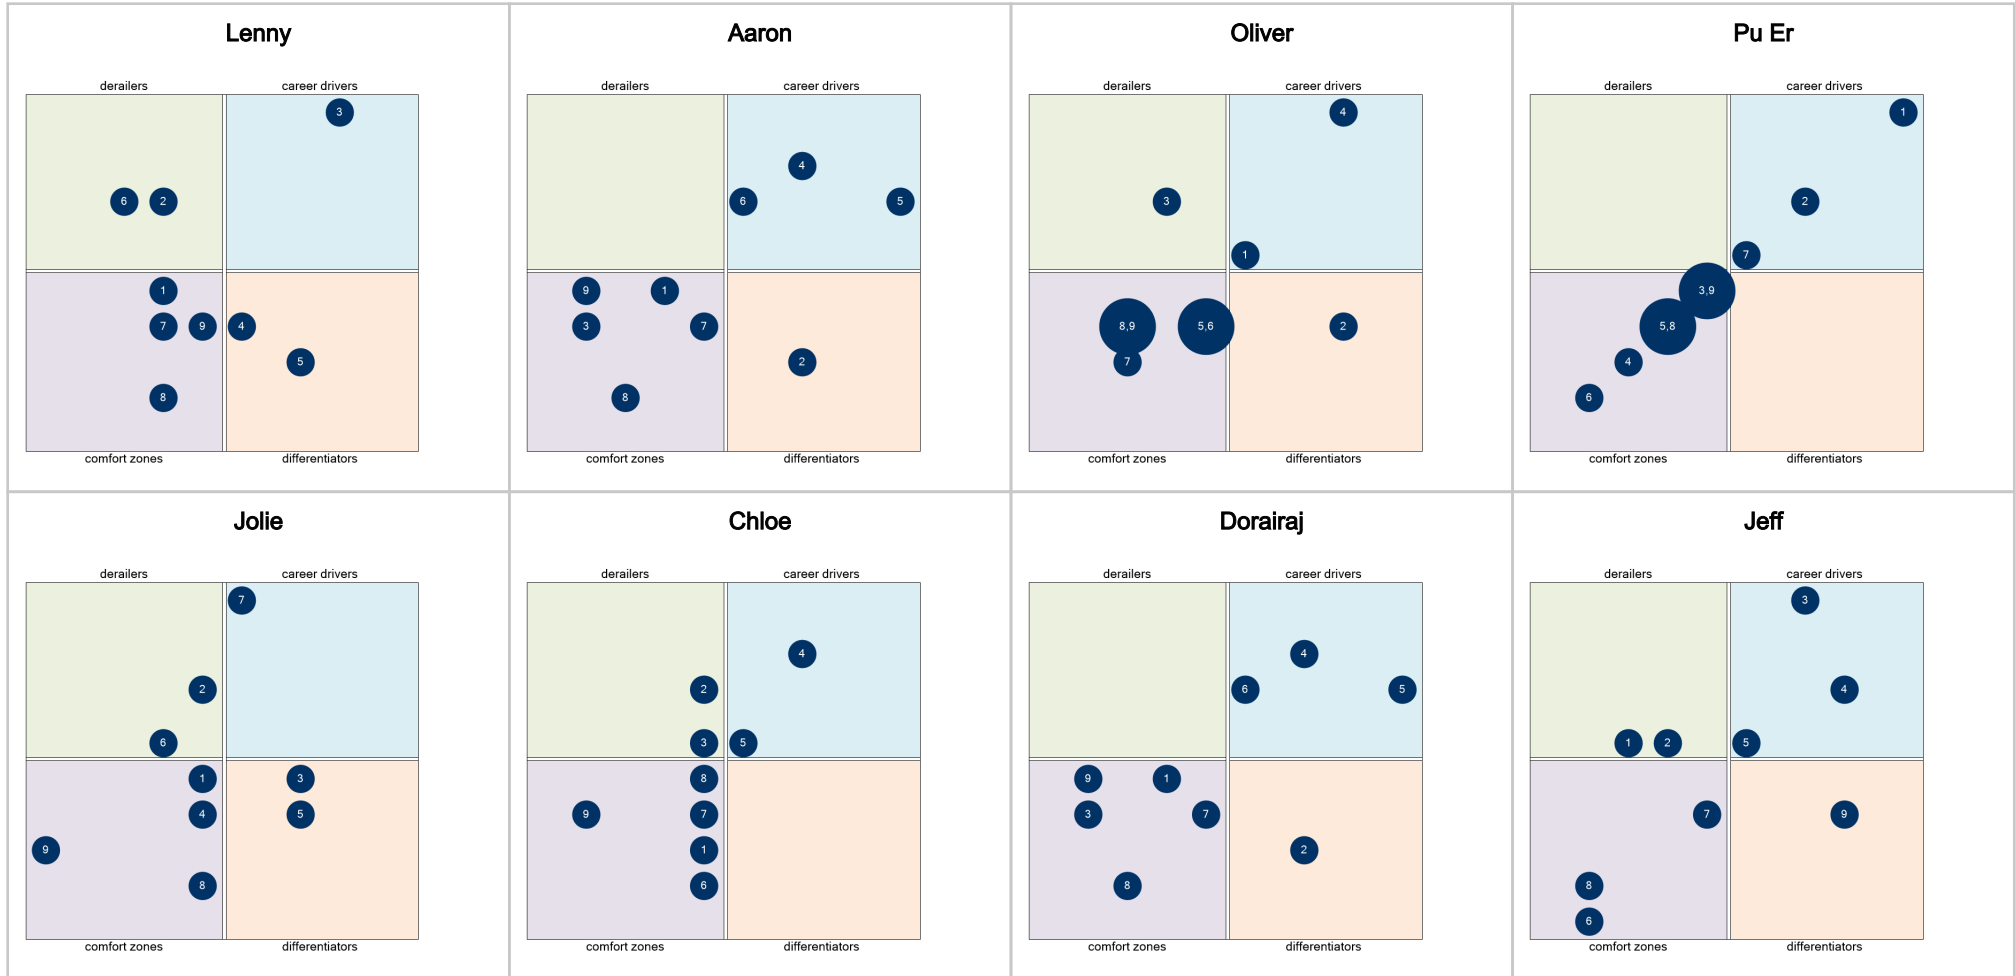 Lenny
derailers career drivers
3
6 2
1
7 9 4
5
8
comfort zones differentiators
Aaron
derailers career drivers
4
6 5
9 1
3 7
2
8
comfort zones differentiators
Oliver
derailers career drivers
4
3
1
8,9 5,6 2
7
comfort zones differentiators
Pu Er
derailers career drivers
1
2
7
3,9
5,8
4
6
comfort zones differentiators
Jolie
derailers career drivers
7
2
6
1 3
4 5
9
8
comfort zones differentiators
Chloe
derailers career drivers
4
2
3 5
8
9 7
1
6
comfort zones differentiators
Dorairaj
derailers career drivers
4
6 5
9 1
3 7
2
8
comfort zones differentiators
Jeff
derailers career drivers
3
4
1 2 5
7 9
8
6
comfort zones differentiators